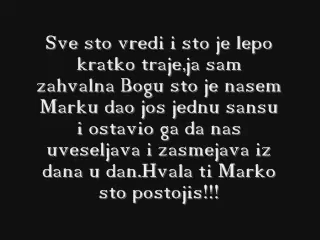 Sve sto vredi i sto je lepo
kratko traje,ja sam
zahvalna Bogu sto je nasem
Marku dao jos jednu sansu
i ostavio ga da nas
uveseljava i zasmejava iz
dana u dan.Hvala ti Marko
sto postojis!!!